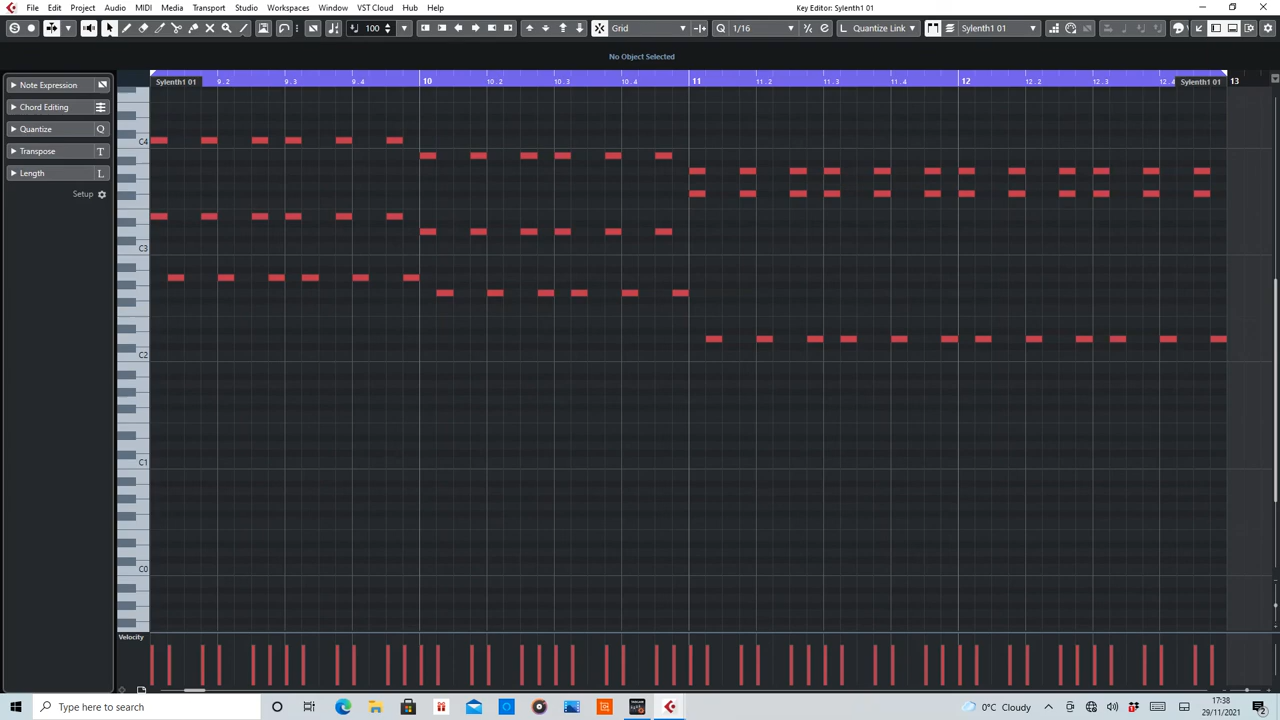 File Edit Project Audio MIDI Media Transport Studio Workspaces Window VST Cloud Hub Help
Key Editor: Sylenth1 01
S 100 Grid Q 1/16 e L Quantize Link Sylenth1 01
No Object Selected
Sylenth1 01 9.2 9.3 9.4 10 10.2 10.3 10.4 11 11.2 11.3 11.4 12 12.2 12.3 12.4 Sylenth1 01 13
Note Expression
Chord Editing
Quantize Q
Transpose T
Length L
Setup
C4
C3
C2
C1
C0
Velocity
Type here to search
0°C Cloudy
17:38
29/11/2021
2